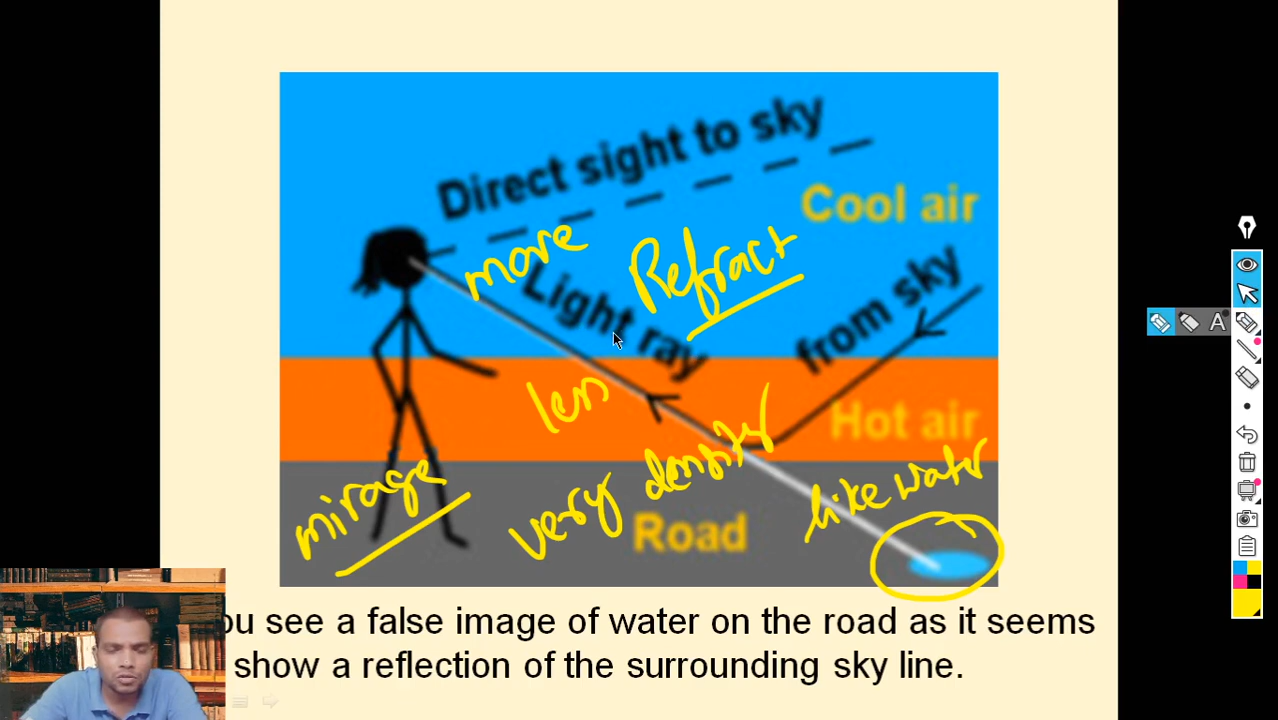 Direct sight to sky
Cool air
more
Refract
Light ray
from sky
less
Hot air
very density
like water
mirage
Road
ou see a false image of water on the road as it seems
show a reflection of the surrounding sky line.
A